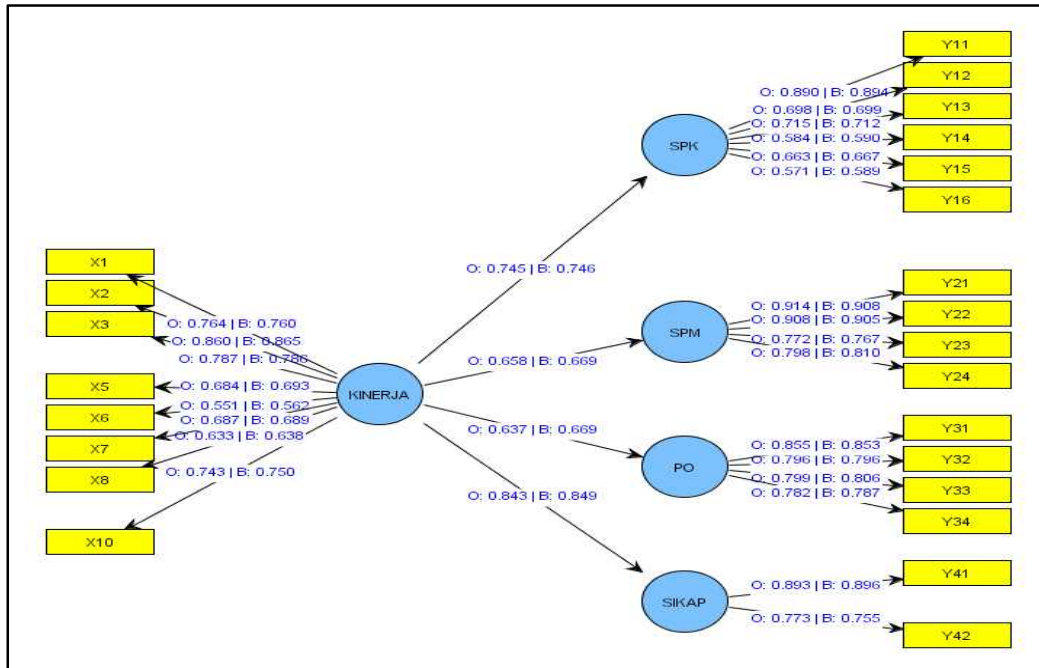 Y11
Y12
O: 0.890 | B: 0.894
Y13
O: 0.698 | B: 0.699
O: 0.715 | B: 0.712
Y14
SPK
O: 0.584 | B: 0.590
O: 0.663 | B: 0.667
Y15
O: 0.571 | B: 0.589
Y16
X1
X2
X3
O: 0.764 | B: 0.760
O: 0.860 | B: 0.865
O: 0.787 | B: 0.786
X5
O: 0.684 | B: 0.693
X6
O: 0.551 | B: 0.562
O: 0.687 | B: 0.689
X7
O: 0.633 | B: 0.638
X8
O: 0.743 | B: 0.750
X10
KINERJA
O: 0.745 | B: 0.746
O: 0.658 | B: 0.669
O: 0.637 | B: 0.669
O: 0.843 | B: 0.849
SPM
O: 0.914 | B: 0.908
O: 0.908 | B: 0.905
O: 0.772 | B: 0.767
O: 0.798 | B: 0.810
Y21
Y22
Y23
Y24
PO
O: 0.855 | B: 0.853
O: 0.796 | B: 0.796
O: 0.799 | B: 0.806
O: 0.782 | B: 0.787
Y31
Y32
Y33
Y34
SIKAP
O: 0.893 | B: 0.896
O: 0.773 | B: 0.755
Y41
Y42